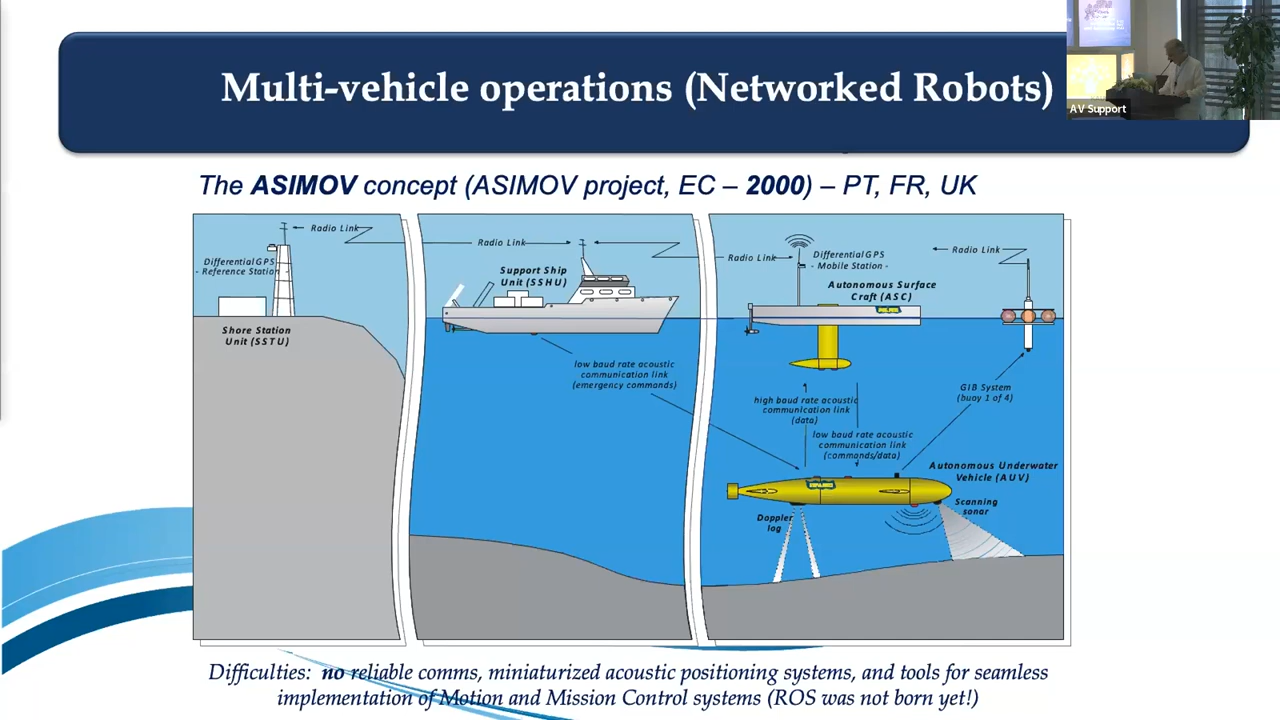 Multi-vehicle operations (Networked Robots)
AV Support
The ASIMOV concept (ASIMOV project, EC – 2000) – PT, FR, UK
Radio Link
Differential GPS
- Reference Station
Shore Station
Unit (SSTU)
Radio Link
Support Ship
Unit (SSHU)
low baud rate acoustic
communication link
(emergency commands)
Radio Link
Differential GPS
- Mobile Station -
Autonomous Surface
Craft (ASC)
Radio Link
high baud rate acoustic
communication link
(data)
low baud rate acoustic
communication link
(commands/data)
GIB System
(buoy 1 of 4)
Autonomous Underwater
Vehicle (AUV)
Scanning
sonar
Doppler
log
Difficulties: no reliable comms, miniaturized acoustic positioning systems, and tools for seamless
implementation of Motion and Mission Control systems (ROS was not born yet!)